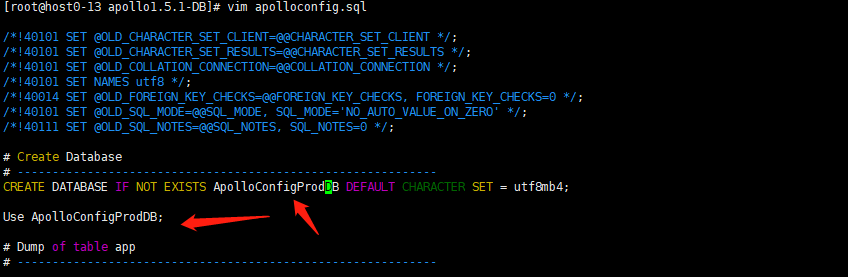 [root@host0-13 apollo1.5.1-DB]# vim apolloconfig.sql
/*!40101 SET @OLD_CHARACTER_SET_CLIENT=@@CHARACTER_SET_CLIENT */;
/*!40101 SET @OLD_CHARACTER_SET_RESULTS=@@CHARACTER_SET_RESULTS */;
/*!40101 SET @OLD_COLLATION_CONNECTION=@@COLLATION_CONNECTION */;
/*!40101 SET NAMES utf8 */;
/*!40014 SET @OLD_FOREIGN_KEY_CHECKS=@@FOREIGN_KEY_CHECKS, FOREIGN_KEY_CHECKS=0 */;
/*!40101 SET @OLD_SQL_MODE=@@SQL_MODE, SQL_MODE='NO_AUTO_VALUE_ON_ZERO' */;
/*!40111 SET @OLD_SQL_NOTES=@@SQL_NOTES, SQL_NOTES=0 */;
# Create Database
# ------------------------------------------------------------
CREATE DATABASE IF NOT EXISTS ApolloConfigProdDB DEFAULT CHARACTER SET = utf8mb4;
Use ApolloConfigProdDB;
# Dump of table app
# ------------------------------------------------------------